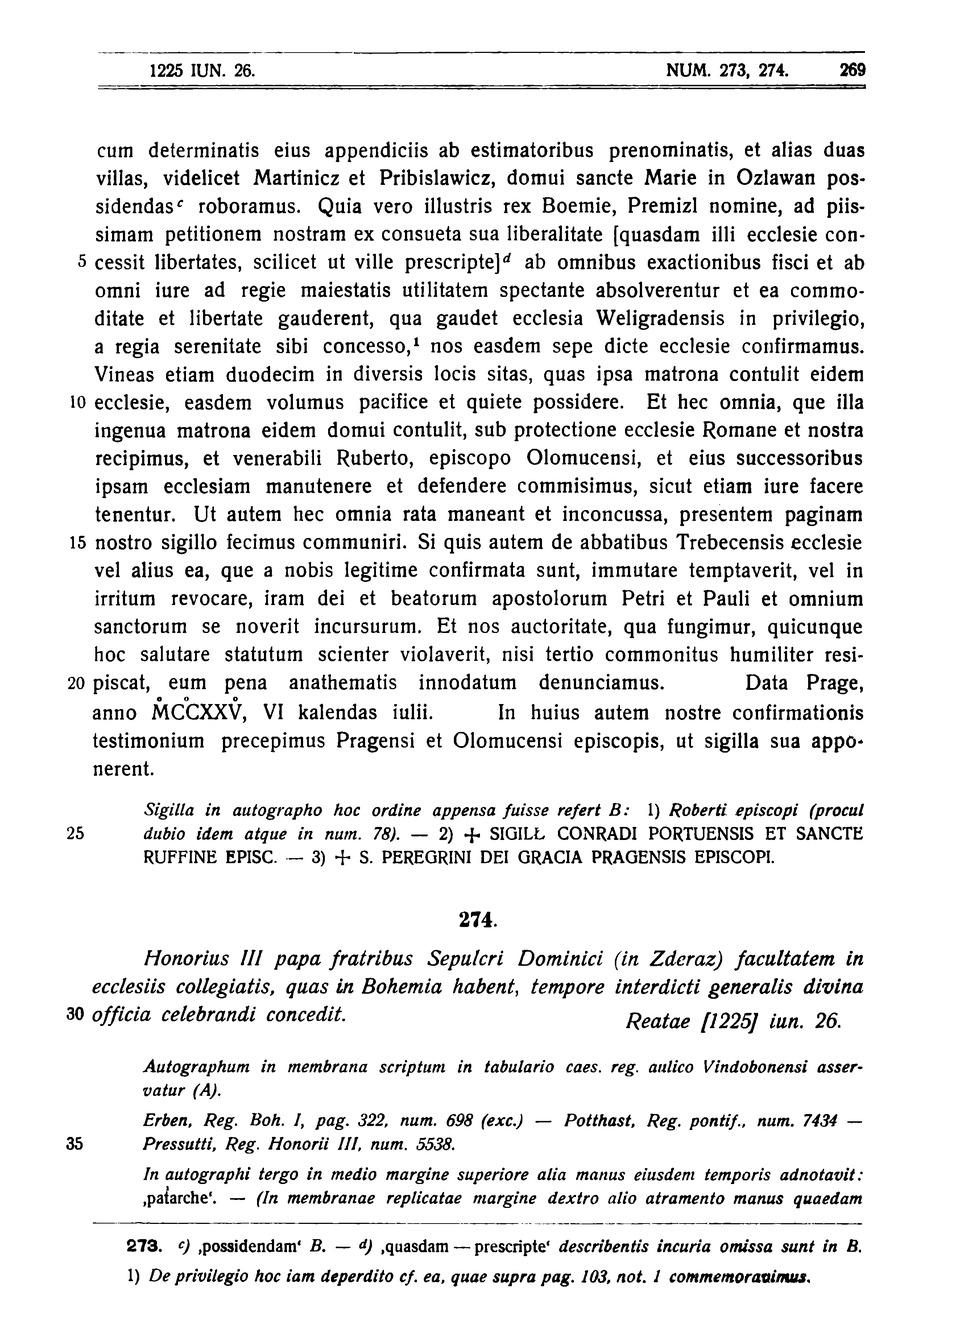 1225 IUN. 26. NUM. 273, 274. 269
cum determinatis eius appendiciis ab estimatoribus prenominatis, et alias duas
villas, videlicet Martinicz et Pribislawicz, domui sancte Marie in Ozlawan pos-
sidendasᶜ roboramus. Quia vero illustris rex Boemie, Premizl nomine, ad piis-
simam petitionem nostram ex consueta sua liberalitate [quasdam illi ecclesie con-
5 cessit libertates, scilicet ut ville prescripte]ᵈ ab omnibus exactionibus fisci et ab
omni iure ad regie maiestatis utilitatem spectante absolverentur et ea commo-
ditate et libertate gauderent, qua gaudet ecclesia Weligradensis in privilegio,
a regia serenitate sibi concesso,¹ nos easdem sepe dicte ecclesie confirmamus.
Vineas etiam duodecim in diversis locis sitas, quas ipsa matrona contulit eidem
10 ecclesie, easdem volumus pacifice et quiete possidere. Et hec omnia, que illa
ingenua matrona eidem domui contulit, sub protectione ecclesie Romane et nostra
recipimus, et venerabili Ruberto, episcopo Olomucensi, et eius successoribus
ipsam ecclesiam manutenere et defendere commisimus, sicut etiam iure facere
tenentur. Ut autem hec omnia rata maneant et inconcussa, presentem paginam
15 nostro sigillo fecimus communiri. Si quis autem de abbatibus Trebecensis ecclesie
vel alius ea, que a nobis legitime confirmata sunt, immutare temptaverit, vel in
irritum revocare, iram dei et beatorum apostolorum Petri et Pauli et omnium
sanctorum se noverit incursurum. Et nos auctoritate, qua fungimur, quicunque
hoc salutare statutum scienter violaverit, nisi tertio commonitus humiliter resi-
20 piscat, eum pena anathematis innodatum denunciamus. Data Prage,
anno M̊CC̊XXV̊, VI kalendas iulii. In huius autem nostre confirmationis
testimonium precepimus Pragensi et Olomucensi episcopis, ut sigilla sua appo-
nerent.
Sigilla in autographo hoc ordine appensa fuisse refert B: 1) Roberti episcopi (procul
25 dubio idem atque in num. 78). — 2) + SIGILL CONRADI PORTUENSIS ET SANCTE
RUFFINE EPISC. — 3) + S. PEREGRINI DEI GRACIA PRAGENSIS EPISCOPI.
274.
Honorius III papa fratribus Sepulcri Dominici (in Zderaz) facultatem in
ecclesiis collegiatis, quas in Bohemia habent, tempore interdicti generalis divina
30 officia celebrandi concedit. Reatae [1225] iun. 26.
Autographum in membrana scriptum in tabulario caes. reg. aulico Vindobonensi asser-
vatur (A).
Erben, Reg. Boh. I, pag. 322, num. 698 (exc.) — Potthast, Reg. pontif., num. 7434 —
35 Pressutti, Reg. Honorii III, num. 5538.
In autographi tergo in medio margine superiore alia manus eiusdem temporis adnotavit:
‚patarche‘. — (In membranae replicatae margine dextro alio atramento manus quaedam
273. c) ‚possidendam‘ B. — d) ‚quasdam — prescripte‘ describentis incuria omissa sunt in B.
1) De privilegio hoc iam deperdito cf. ea, quae supra pag. 103, not. 1 commemoravimus.